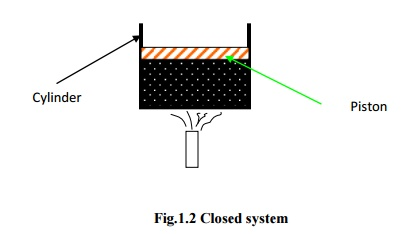 Cylinder
Piston
Fig.1.2 Closed system